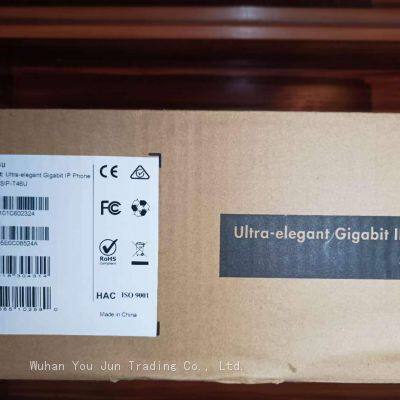 t: Ultra-elegant Gigabit IP Phone
SIP-T46U
CE
FC
RoHS
Compliant
HAC ISO 9001
Made in China
Ultra-elegant Gigabit I
Wuhan You Jun Trading Co., Ltd.